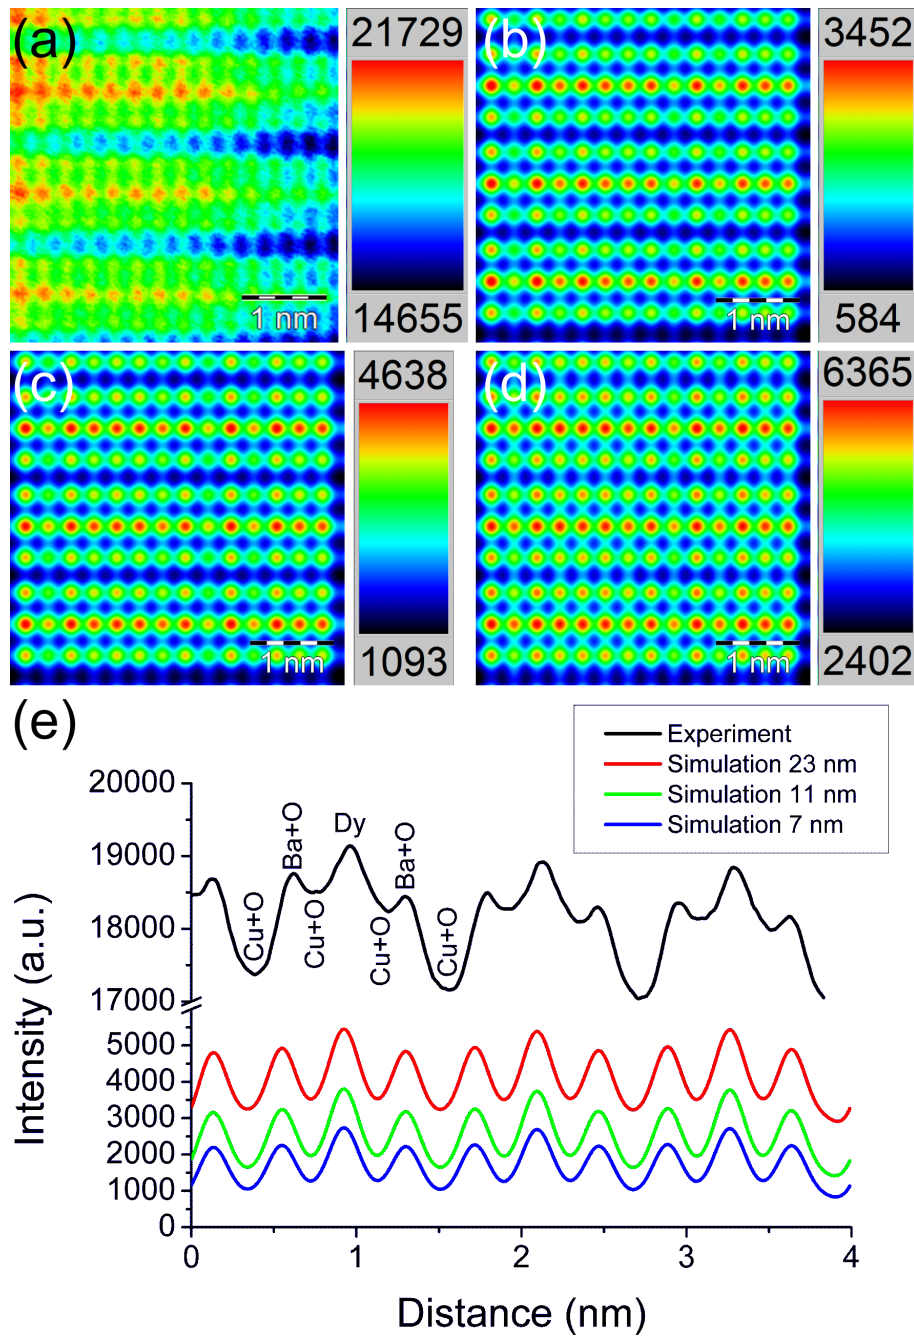 (a)
21729
14655
1 nm
(b)
3452
584
1 nm
(c)
4638
1093
1 nm
(d)
6365
2402
1 nm
(e)
Experiment
Simulation 23 nm
Simulation 11 nm
Simulation 7 nm
20000
19000
18000
17000
5000
4000
3000
2000
1000
0
Intensity (a.u.)
Cu+O
Ba+O
Cu+O
Dy
Cu+O
Ba+O
Cu+O
0 1 2 3 4
Distance (nm)